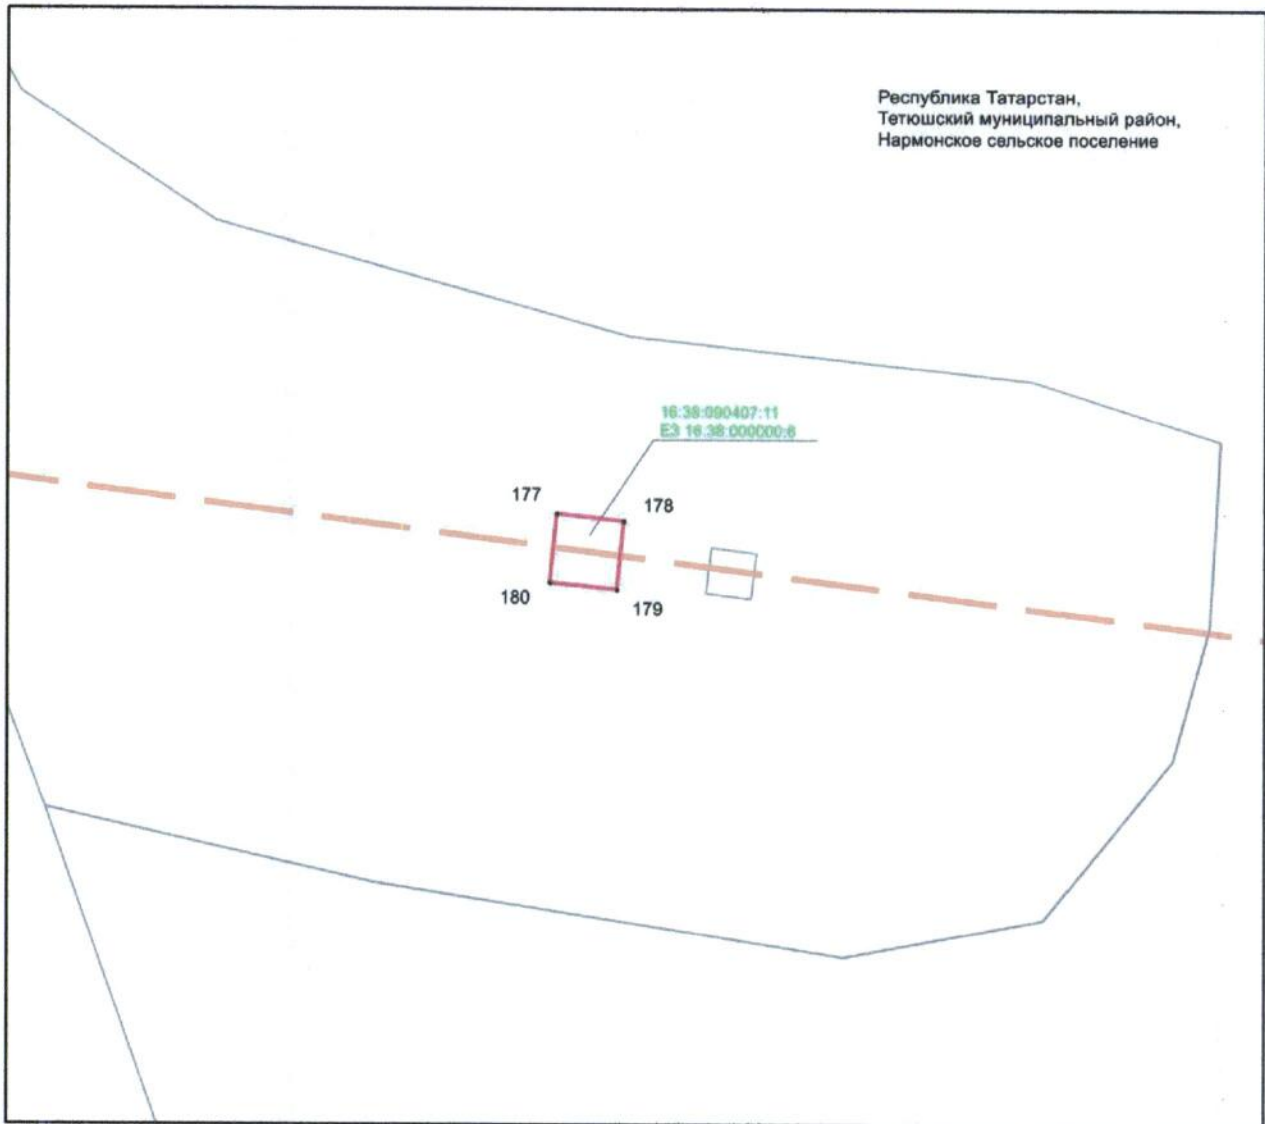 Республика Татарстан,
Тетюшский муниципальный район,
Нармонское сельское поселение
16:38:090407:11
ЕЗ 16:38:000000:6
177
178
180
179